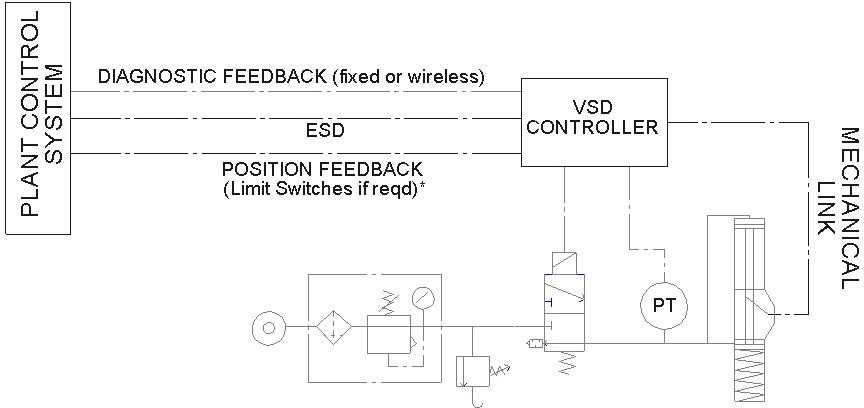 PLANT CONTROL
SYSTEM
DIAGNOSTIC FEEDBACK (fixed or wireless)
ESD
POSITION FEEDBACK
(Limit Switches if reqd)*
VSD
CONTROLLER
MECHANICAL
LINK
PT